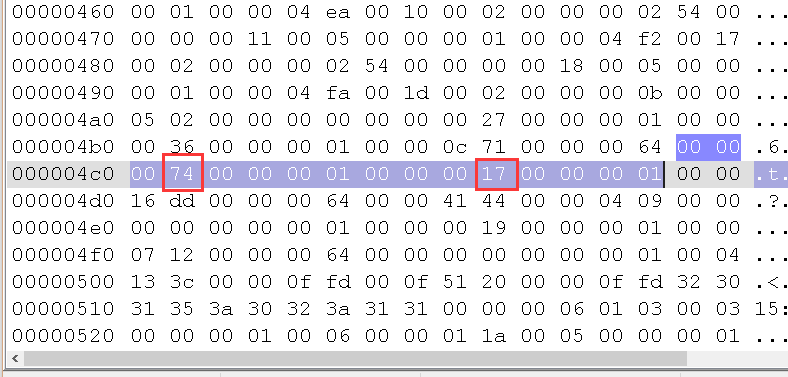 00000460 00 01 00 00 04 ea 00 10 00 02 00 00 00 02 54 00 ...
00000470 00 00 00 11 00 05 00 00 00 01 00 00 04 f2 00 17 ...
00000480 00 02 00 00 00 02 54 00 00 00 00 18 00 05 00 00 ...
00000490 00 01 00 00 04 fa 00 1d 00 02 00 00 00 0b 00 00 ...
000004a0 05 02 00 00 00 00 00 00 00 27 00 00 00 01 00 00 ...
000004b0 00 36 00 00 00 01 00 00 0c 71 00 00 00 64 00 00 .6.
000004c0 00 74 00 00 00 01 00 00 00 17 00 00 00 01 00 00 .t.
000004d0 16 dd 00 00 00 64 00 00 41 44 00 00 04 09 00 00 .?.
000004e0 00 00 00 00 00 01 00 00 00 19 00 00 00 01 00 00 ...
000004f0 07 12 00 00 00 64 00 00 00 00 00 00 00 01 00 04 ...
00000500 13 3c 00 00 0f fd 00 0f 51 20 00 00 0f fd 32 30 .<.
00000510 31 35 3a 30 32 3a 31 31 00 00 00 06 01 03 00 03 15:
00000520 00 00 00 01 00 06 00 00 01 1a 00 05 00 00 00 01 ...